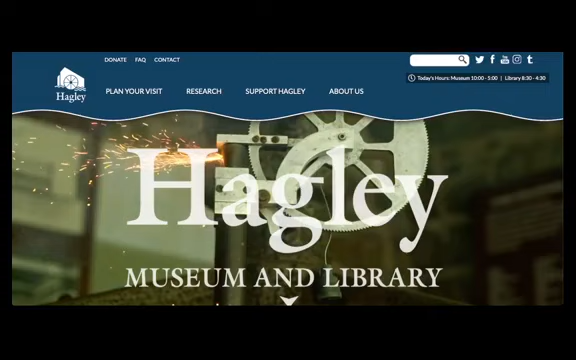 DONATE FAQ CONTACT
Today's Hours: Museum 10:00 - 5:00 | Library 8:30 - 4:30
Hagley
PLAN YOUR VISIT RESEARCH SUPPORT HAGLEY ABOUT US
Hagley
MUSEUM AND LIBRARY